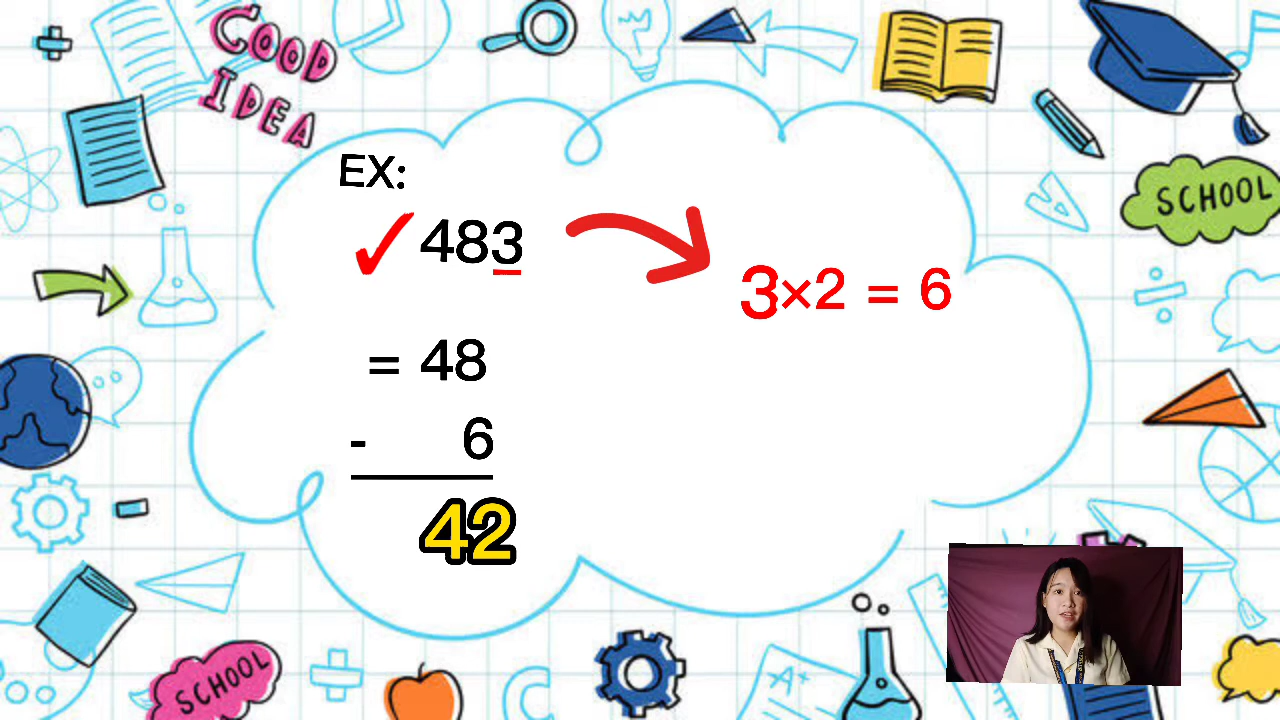 GOOD
IDEA
SCHOOL
EX:
✓ 483
3×2 = 6
= 48
- 6
42
SCHOOL
A+